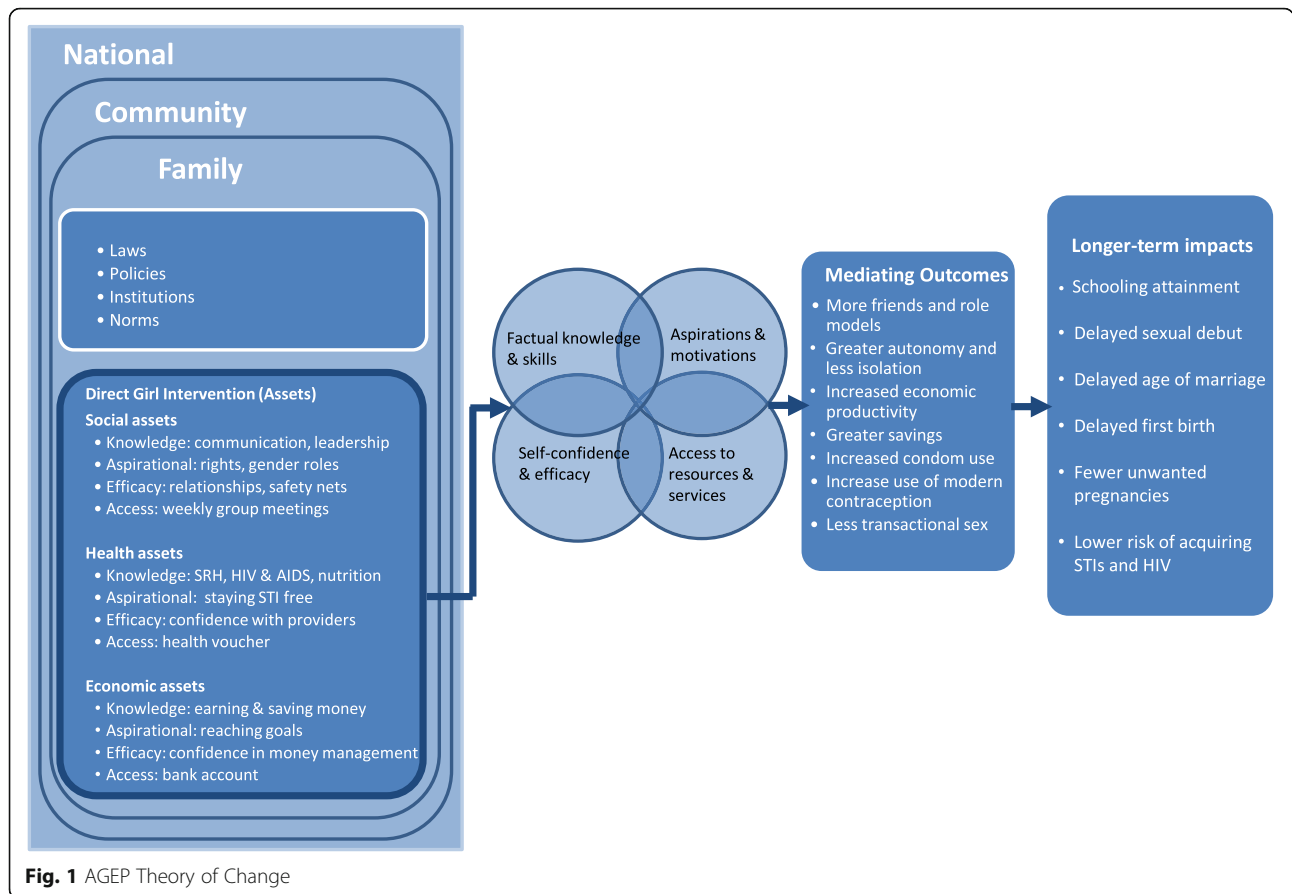 National
Community
Family
• Laws
• Policies
• Institutions
• Norms
Direct Girl Intervention (Assets)
Social assets
• Knowledge: communication, leadership
• Aspirational: rights, gender roles
• Efficacy: relationships, safety nets
• Access: weekly group meetings
Health assets
• Knowledge: SRH, HIV & AIDS, nutrition
• Aspirational: staying STI free
• Efficacy: confidence with providers
• Access: health voucher
Economic assets
• Knowledge: earning & saving money
• Aspirational: reaching goals
• Efficacy: confidence in money management
• Access: bank account
Factual knowledge
& skills
Aspirations &
motivations
Self-confidence
& efficacy
Access to
resources &
services
Mediating Outcomes
• More friends and role
models
• Greater autonomy and
less isolation
• Increased economic
productivity
• Greater savings
• Increased condom use
• Increase use of modern
contraception
• Less transactional sex
Longer-term impacts
• Schooling attainment
• Delayed sexual debut
• Delayed age of marriage
• Delayed first birth
• Fewer unwanted
pregnancies
• Lower risk of acquiring
STIs and HIV
Fig. 1 AGEP Theory of Change